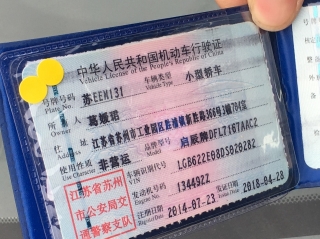 中华人民共和国机动车行驶证
Vehicle License of the People's Republic of China
号牌号码 苏EEM131 车辆类型 小型轿车
Plate No. Vehicle Type
所有人 葛媛珺
Owner
住址 江苏省苏州市工业园区
Address
使用性质 非营运 品牌型号 启辰牌DFL7167AAC2
Use Character Model
车辆识别代号 LGB622E08DS020282
发动机号码 1344922
Engine No.
注册日期 2014-07-23 发证日期 2018-04-28
Register Date Issue Date
江苏省苏州
市公安局交
通警察支队